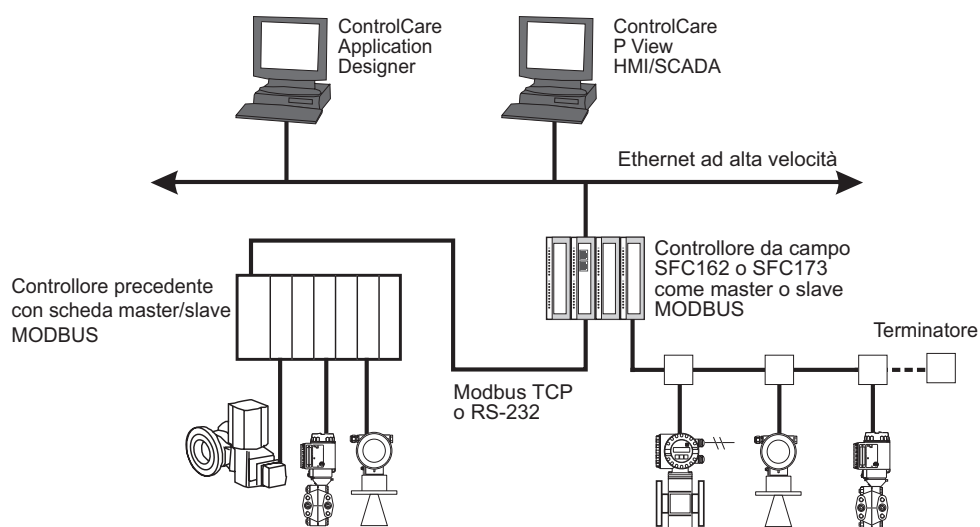 ControlCare
Application
Designer
ControlCare
P View
HMI/SCADA
Ethernet ad alta velocità
Controllore precedente
con scheda master/slave
MODBUS
Controllore da campo
SFC162 o SFC173
come master o slave
MODBUS
Terminatore
Modbus TCP
o RS-232